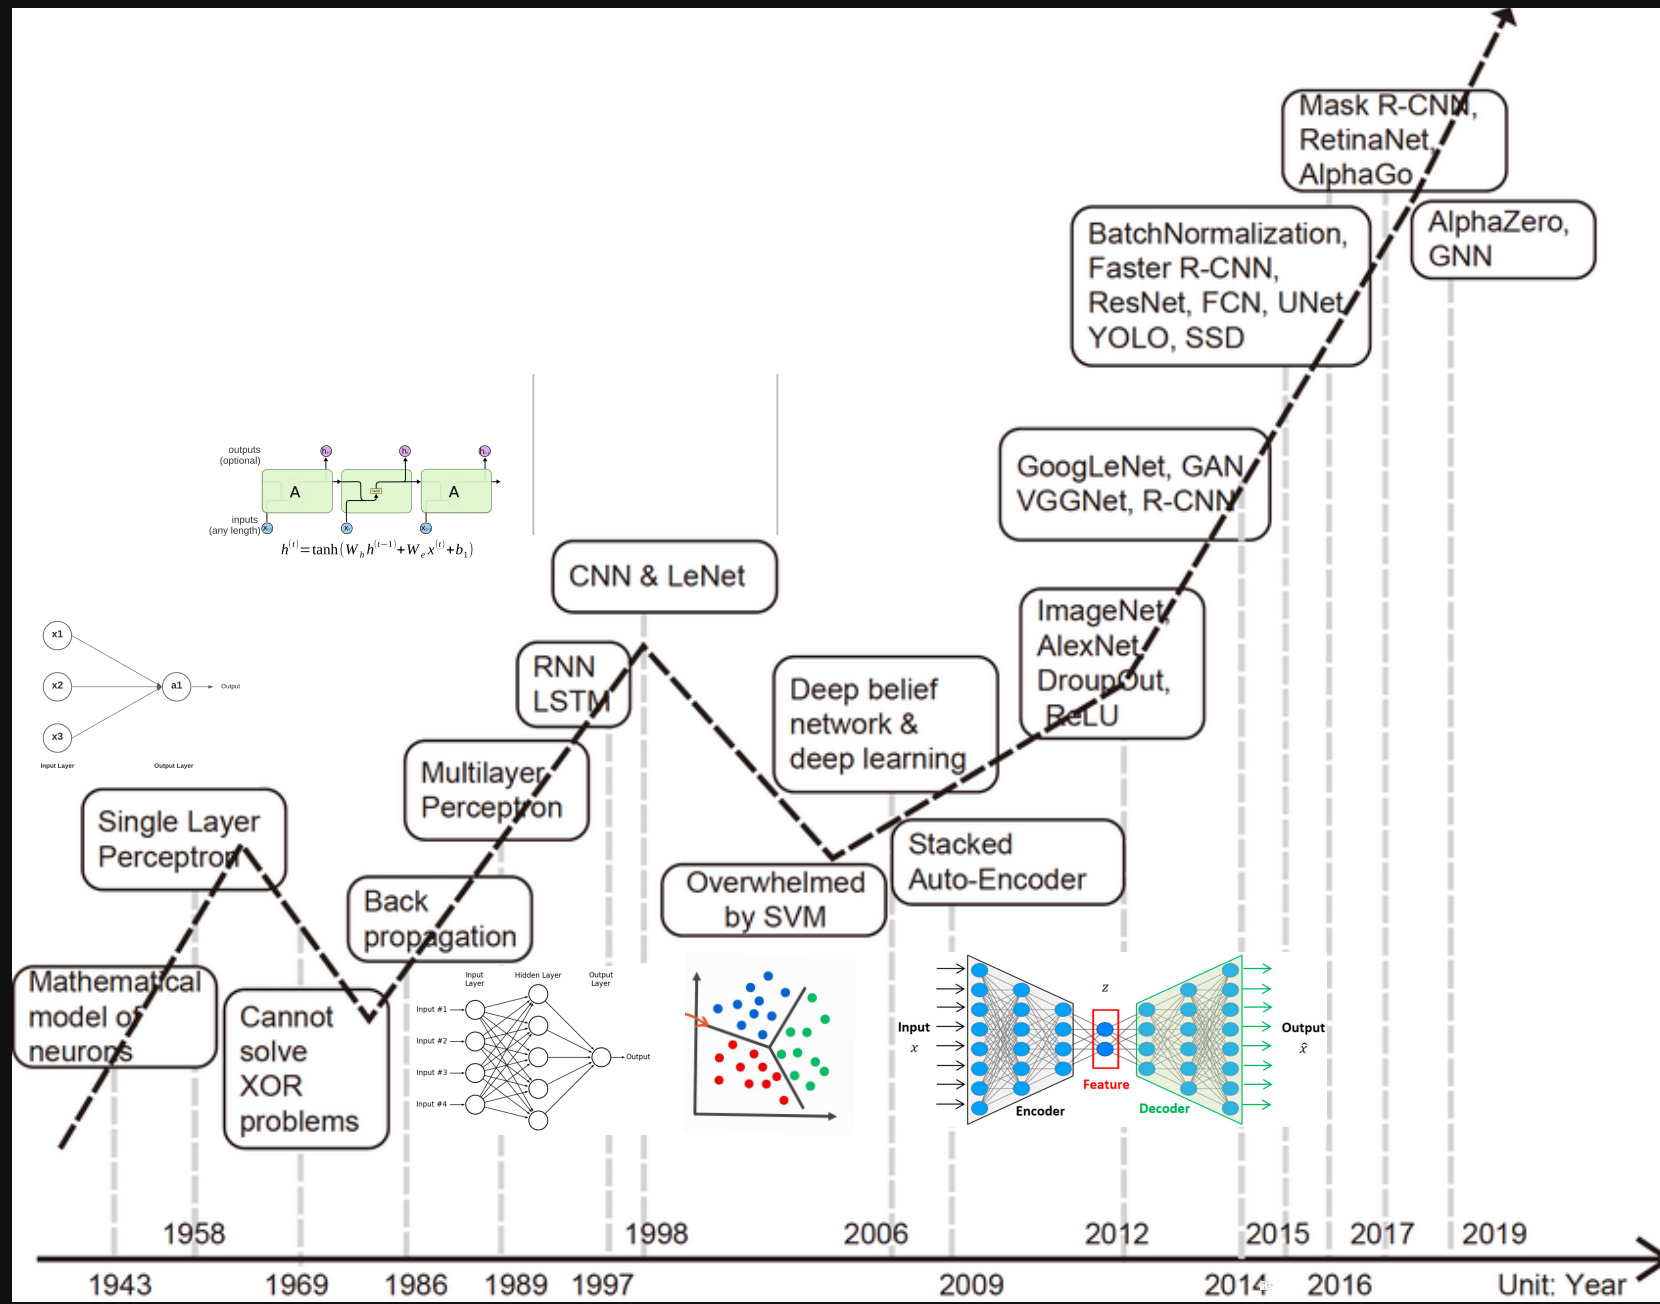 Mask R-CNN,
RetinaNet,
AlphaGo
BatchNormalization,
Faster R-CNN,
ResNet, FCN, UNet
YOLO, SSD
AlphaZero,
GNN
GoogLeNet, GAN
VGGNet, R-CNN
outputs
(optional)
A
A
inputs
(any length)
h^(t)=tanh(W_h h^(t−1)+W_e x^(t)+b_1)
CNN & LeNet
ImageNet,
AlexNet,
DroupOut,
ReLU
RNN
LSTM
Deep belief
network &
deep learning
x1
x2
a1
Output
x3
Input Layer
Output Layer
Multilayer
Perceptron
Single Layer
Perceptron
Stacked
Auto-Encoder
Overwhelmed
by SVM
Back
propagation
Mathematical
model of
neurons
Cannot
solve
XOR
problems
Input
Layer
Hidden Layer
Output
Layer
Input #1
Input #2
Input #3
Input #4
Output
z
Input
x
Output
x̂
Feature
Encoder
Decoder
1958
1998
2006
2012
2015
2017
2019
1943
1969
1986
1989
1997
2009
2014
2016
Unit: Year